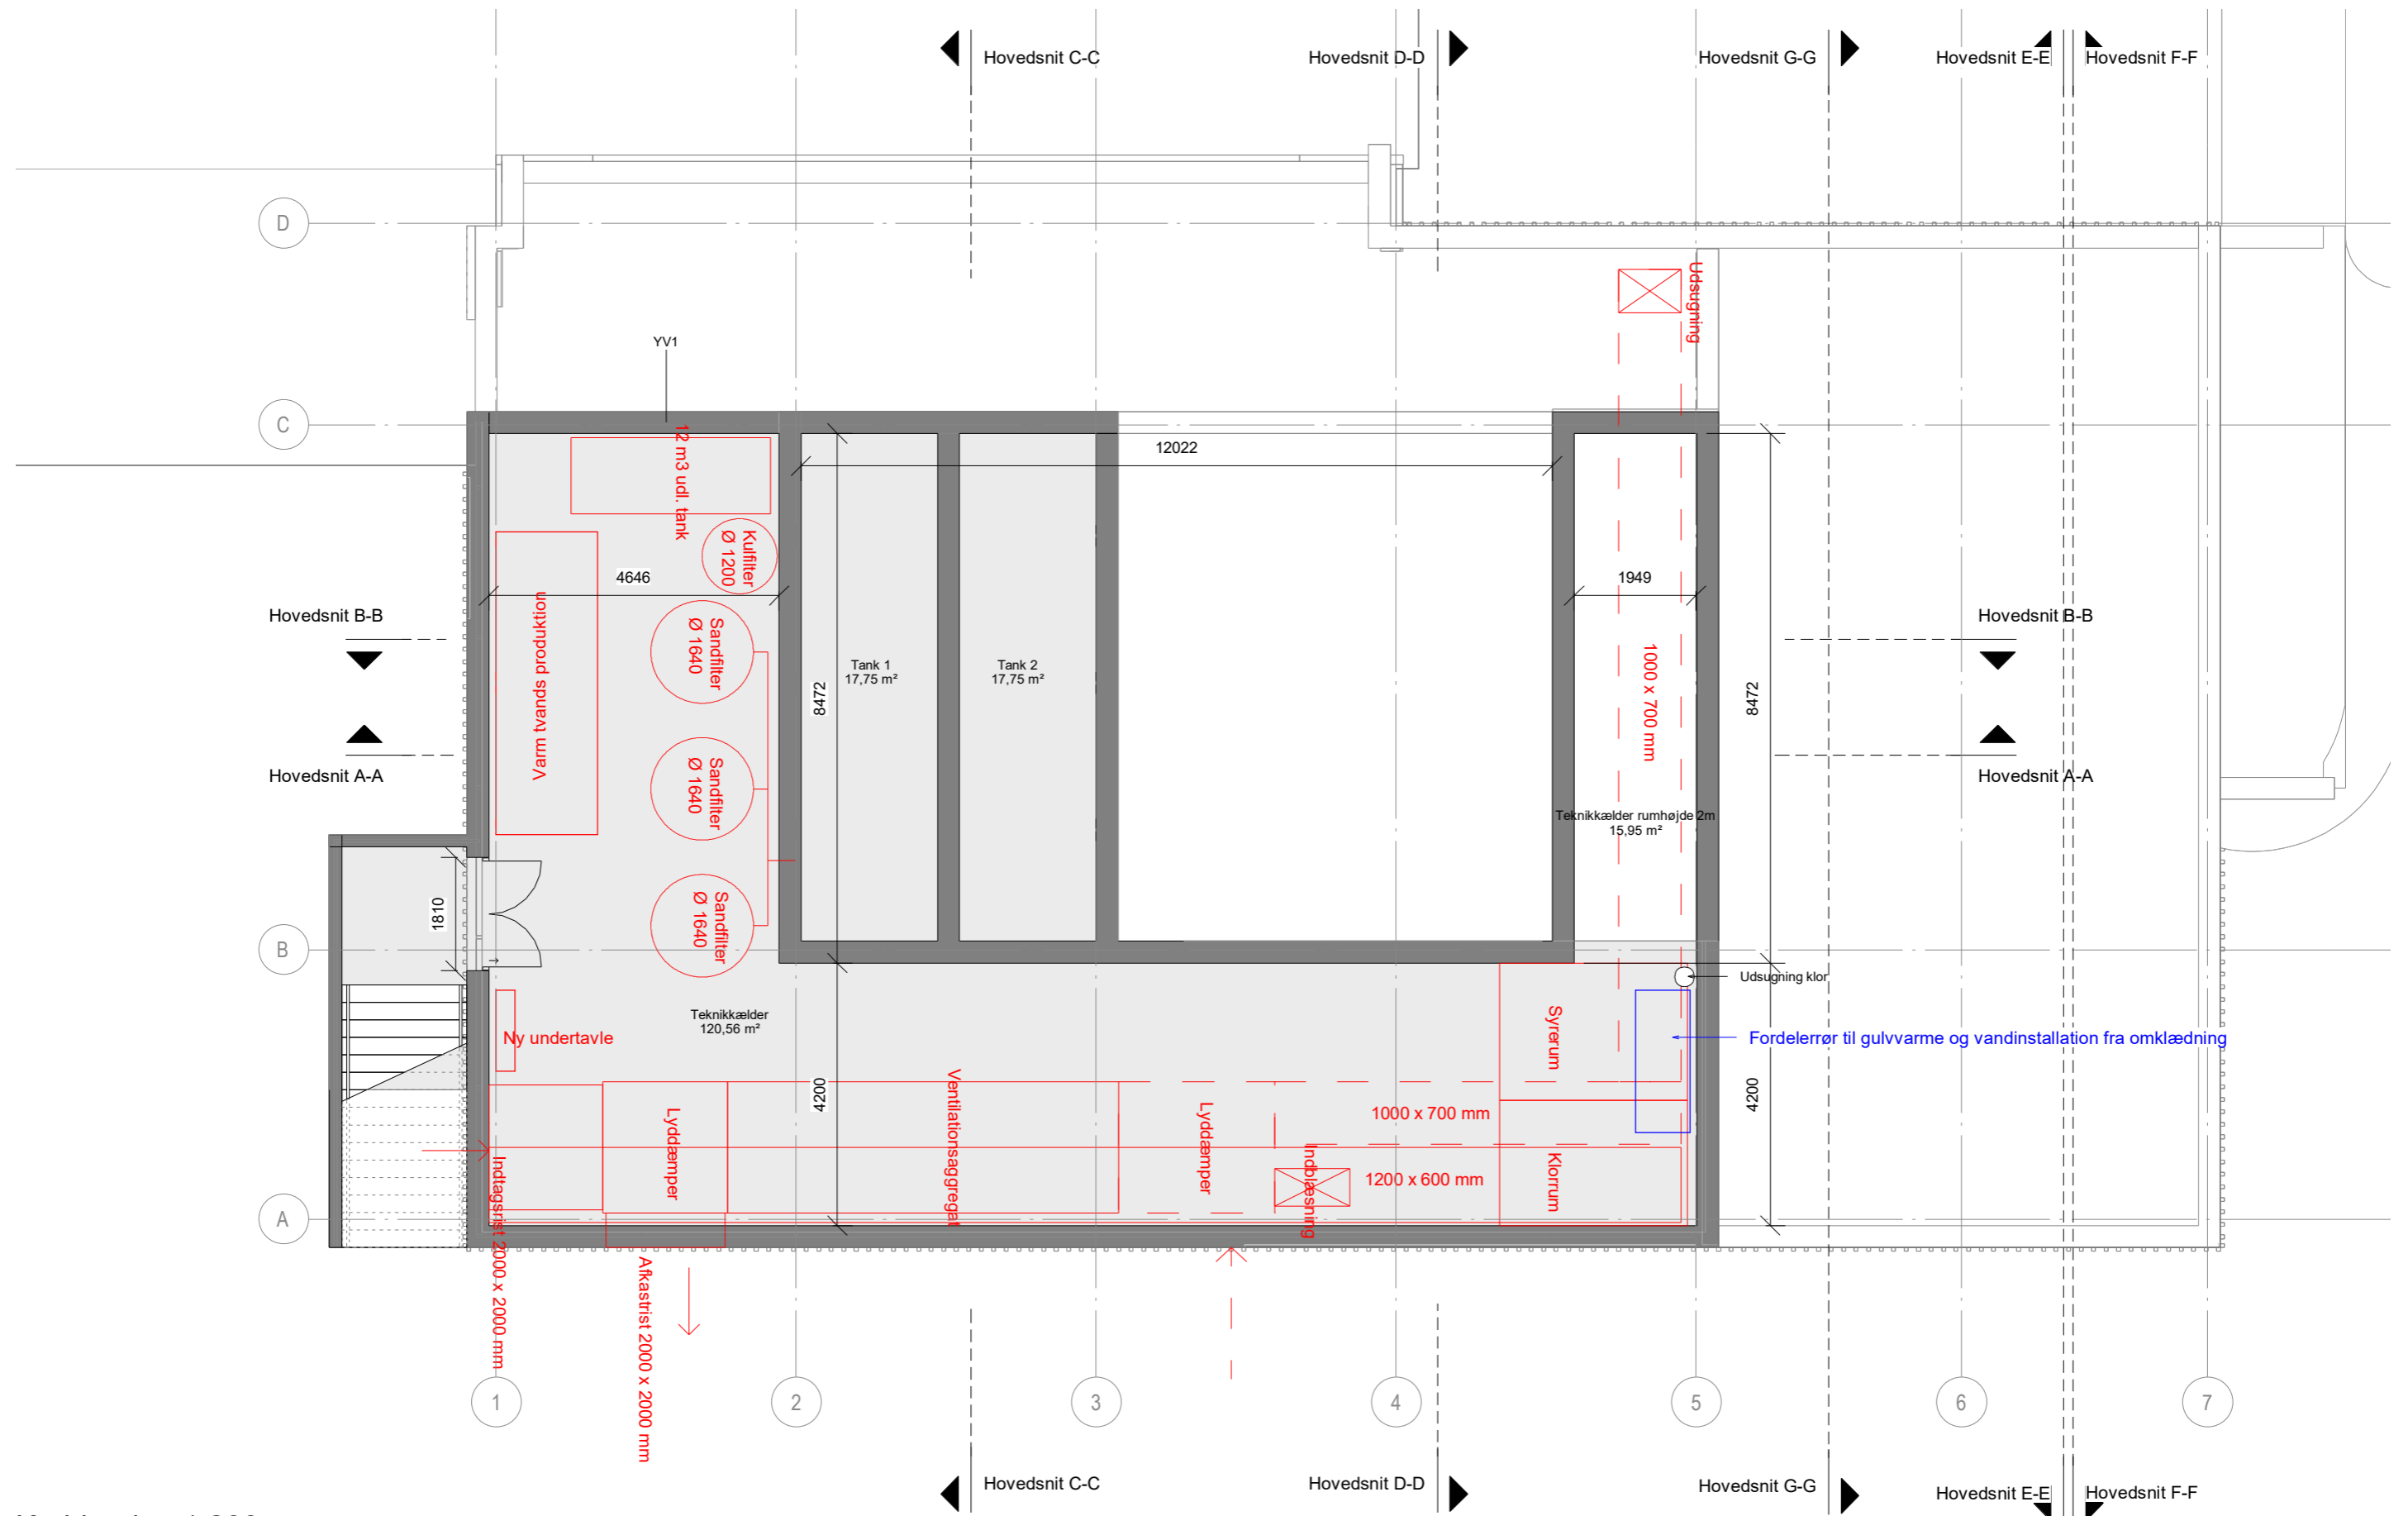 Hovedsnit C-C
Hovedsnit D-D
Hovedsnit G-G
Hovedsnit E-E
Hovedsnit F-F
D
Udsugning
YV1
C
12 m3 udl. tank
12022
Kulfilter
Ø 1200
4646
1949
Hovedsnit B-B
Hovedsnit B-B
Varm tvands produktion
Sandfilter
Ø 1640
Tank 1
17,75 m²
Tank 2
17,75 m²
8472
1000 x 700 mm
8472
Hovedsnit A-A
Hovedsnit A-A
Sandfilter
Ø 1640
Teknikkælder rumhøjde 2m
15,95 m²
1810
Sandfilter
Ø 1640
B
Udsugning klor
Teknikkælder
120,56 m²
Ny undertavle
Syrerum
Fordelerrør til gulvvarme og vandinstallation fra omklædning
4200
4200
Lyddæmper
Ventilationsaggregat
Lyddæmper
1000 x 700 mm
Indblæsning
1200 x 600 mm
Klorrum
A
Indtagsrist 2000 x 2000 mm
Afkastrist 2000 x 2000 mm
1
2
3
4
5
6
7
Hovedsnit C-C
Hovedsnit D-D
Hovedsnit G-G
Hovedsnit E-E
Hovedsnit F-F